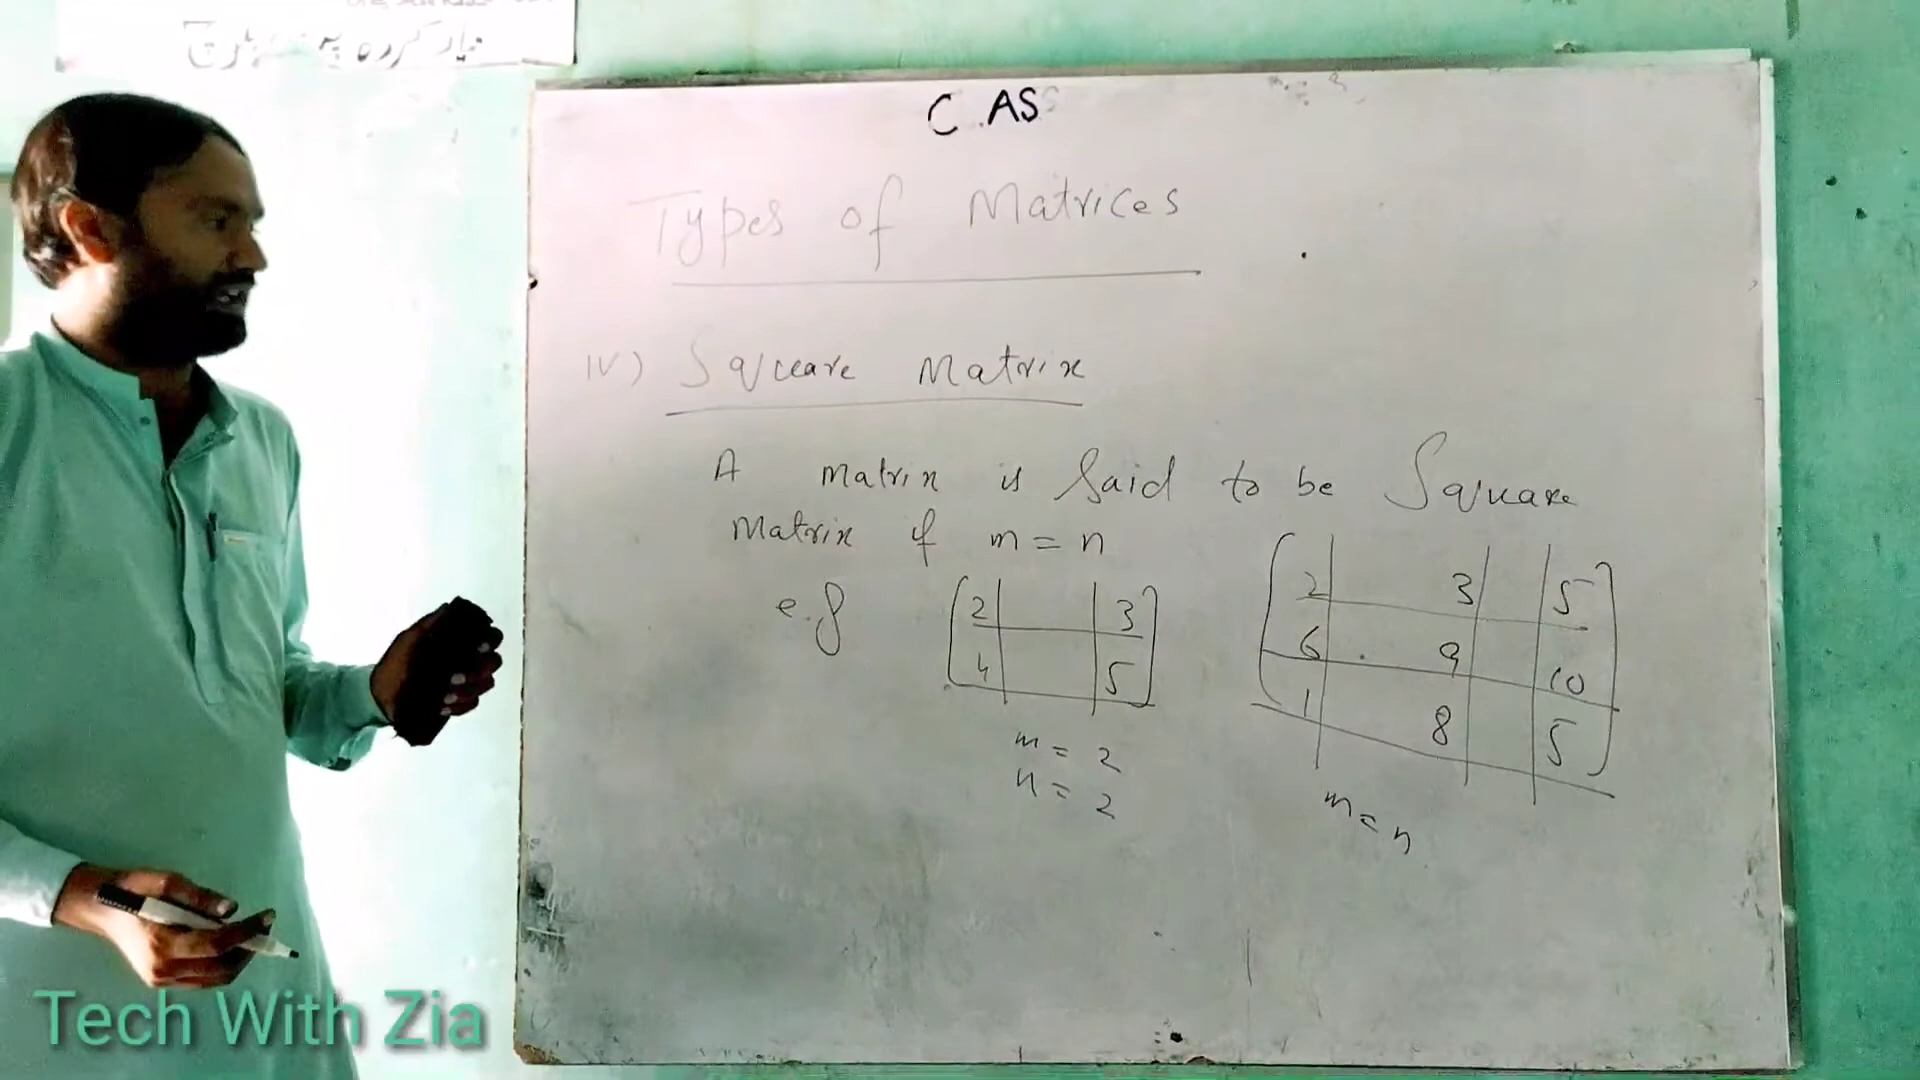 C AS
Types of Matrices
IV) Square Matrix
A matrix is Said to be Square
Matrix if m = n
e.g
2 3
4 5
m = 2
n = 2
2 3 5
6 9 10
1 8 5
m = n
Tech With Zia